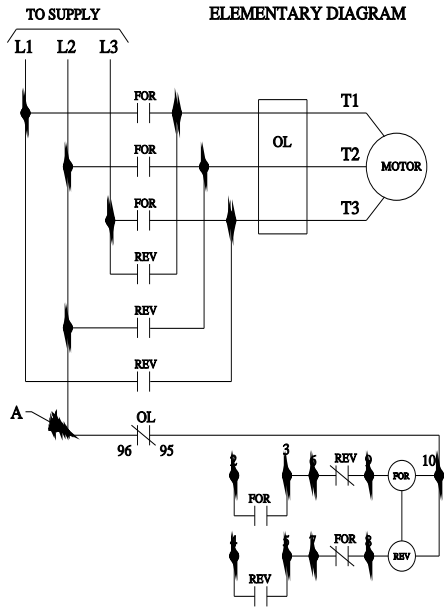 TO SUPPLY ELEMENTARY DIAGRAM
L1 L2 L3
FOR
T1
OL
FOR
T2
MOTOR
FOR
T3
REV
REV
REV
A
OL
96 95
2 3 6 REV 9 FOR 10
FOR
4 5 7 FOR 8 REV
REV